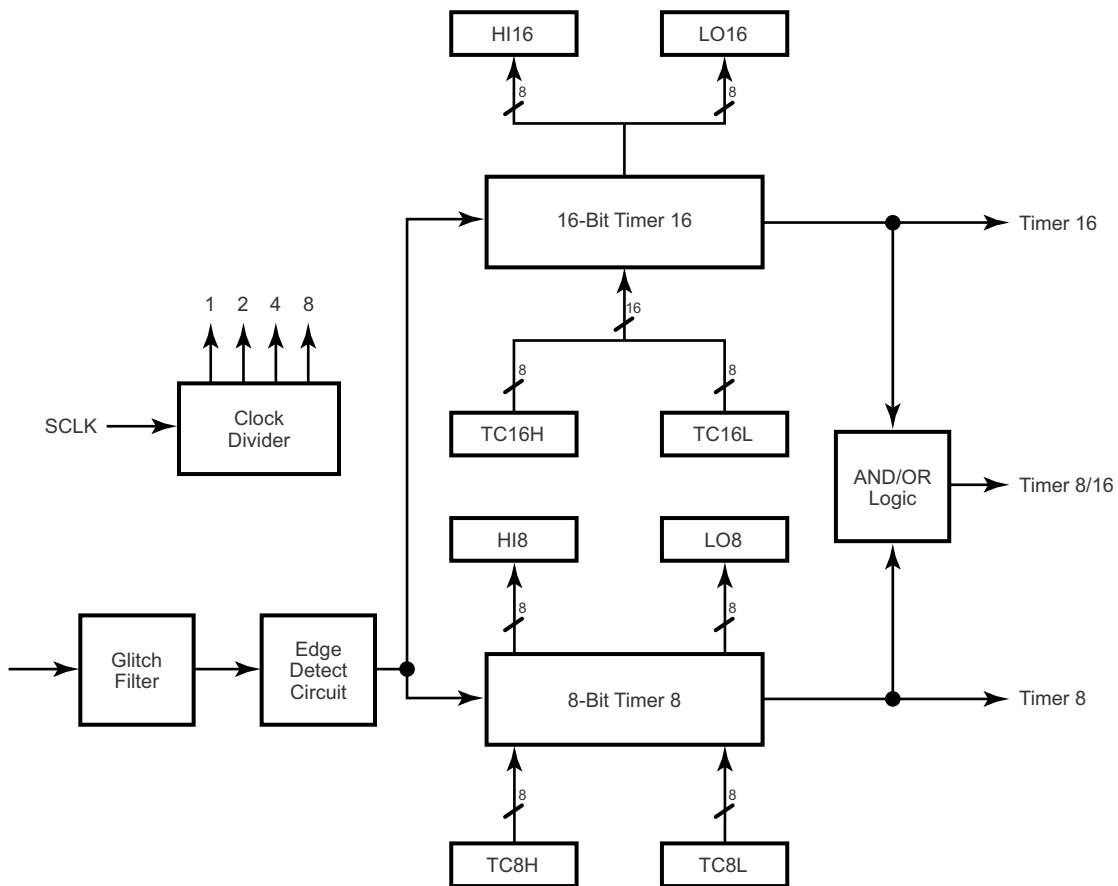 HI16
LO16
8
8
16-Bit Timer 16
Timer 16
16
1 2 4 8
8
8
SCLK
Clock
Divider
TC16H
TC16L
AND/OR
Logic
Timer 8/16
HI8
LO8
8
8
Glitch
Filter
Edge
Detect
Circuit
8-Bit Timer 8
Timer 8
8
8
TC8H
TC8L